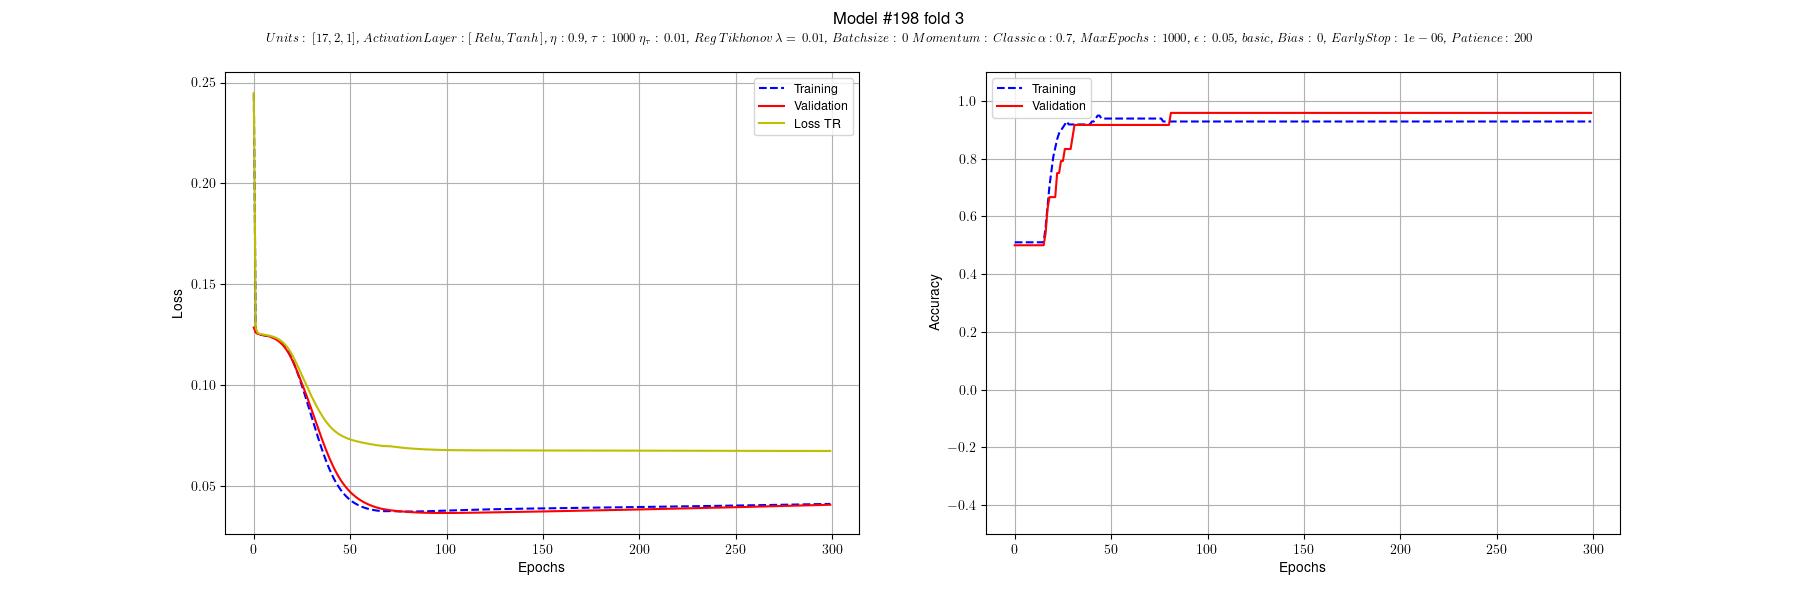 Model #198 fold 3
Units : [17, 2, 1], ActivationLayer : [ Relu, Tanh], η : 0.9, τ : 1000 ητ : 0.01, Reg Tikhonov λ = 0.01, Batchsize : 0 Momentum : Classic α : 0.7, MaxEpochs : 1000, ϵ : 0.05, basic, Bias : 0, EarlyStop : 1e − 06, Patience : 200
0.25
0.20
0.15
0.10
0.05
Loss
0 50 100 150 200 250 300
Epochs
Training
Validation
Loss TR
1.0
0.8
0.6
0.4
0.2
0.0
−0.2
−0.4
Accuracy
0 50 100 150 200 250 300
Epochs
Training
Validation